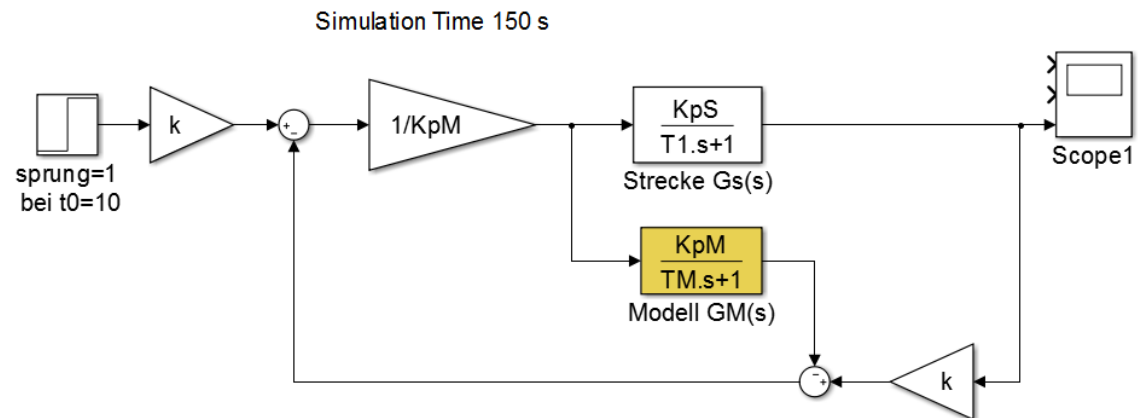 Simulation Time 150 s
sprung=1
bei t0=10
k
+
−
1/KpM
KpS
T1.s+1
Strecke Gs(s)
Scope1
KpM
TM.s+1
Modell GM(s)
−
+
k